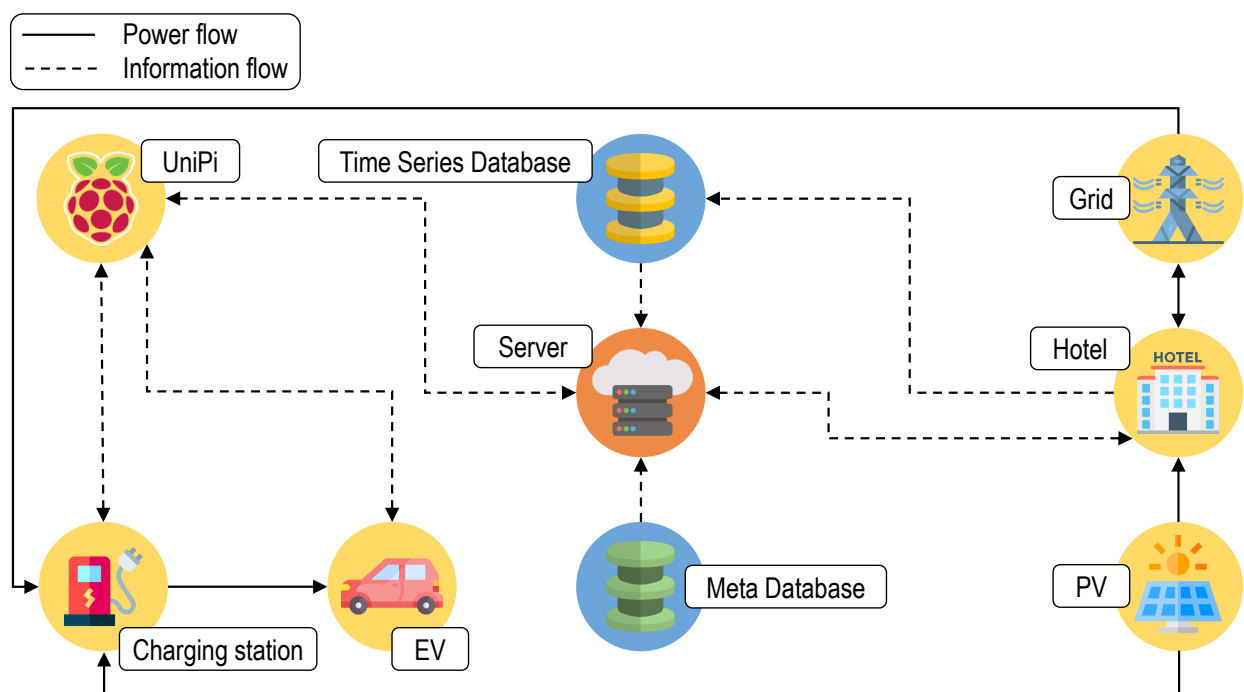 Power flow
Information flow
UniPi
Time Series Database
Grid
Server
Hotel
HOTEL
Meta Database
PV
Charging station
EV